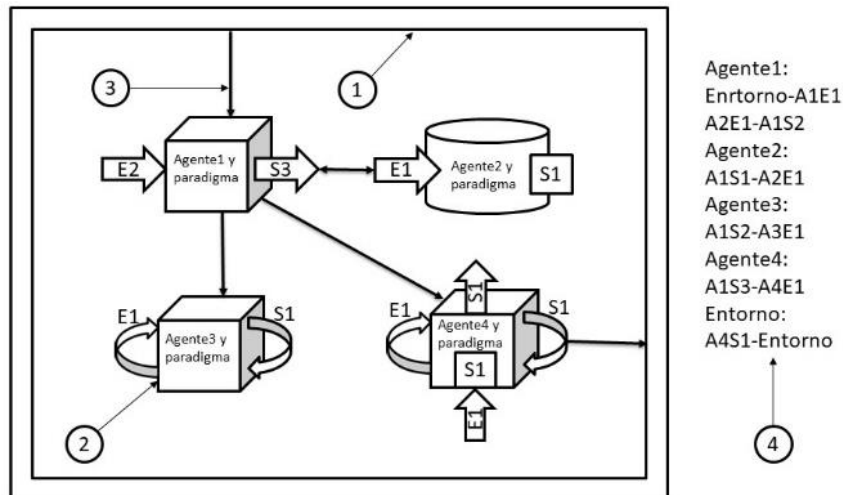 3
1
Agente1 y
paradigma
E2
S3
E1
Agente2 y
paradigma
S1
E1
Agente3 y
paradigma
S1
S1
E1
Agente4 y
paradigma
S1
S1
E1
2
Agente1:
Enrtorno-A1E1
A2E1-A1S2
Agente2:
A1S1-A2E1
Agente3:
A1S2-A3E1
Agente4:
A1S3-A4E1
Entorno:
A4S1-Entorno
4